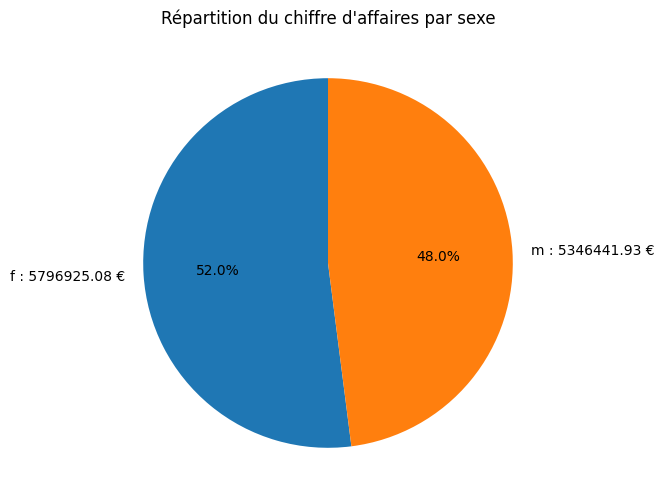 Répartition du chiffre d'affaires par sexe
m : 5346441.93 €
48.0%
52.0%
f : 5796925.08 €